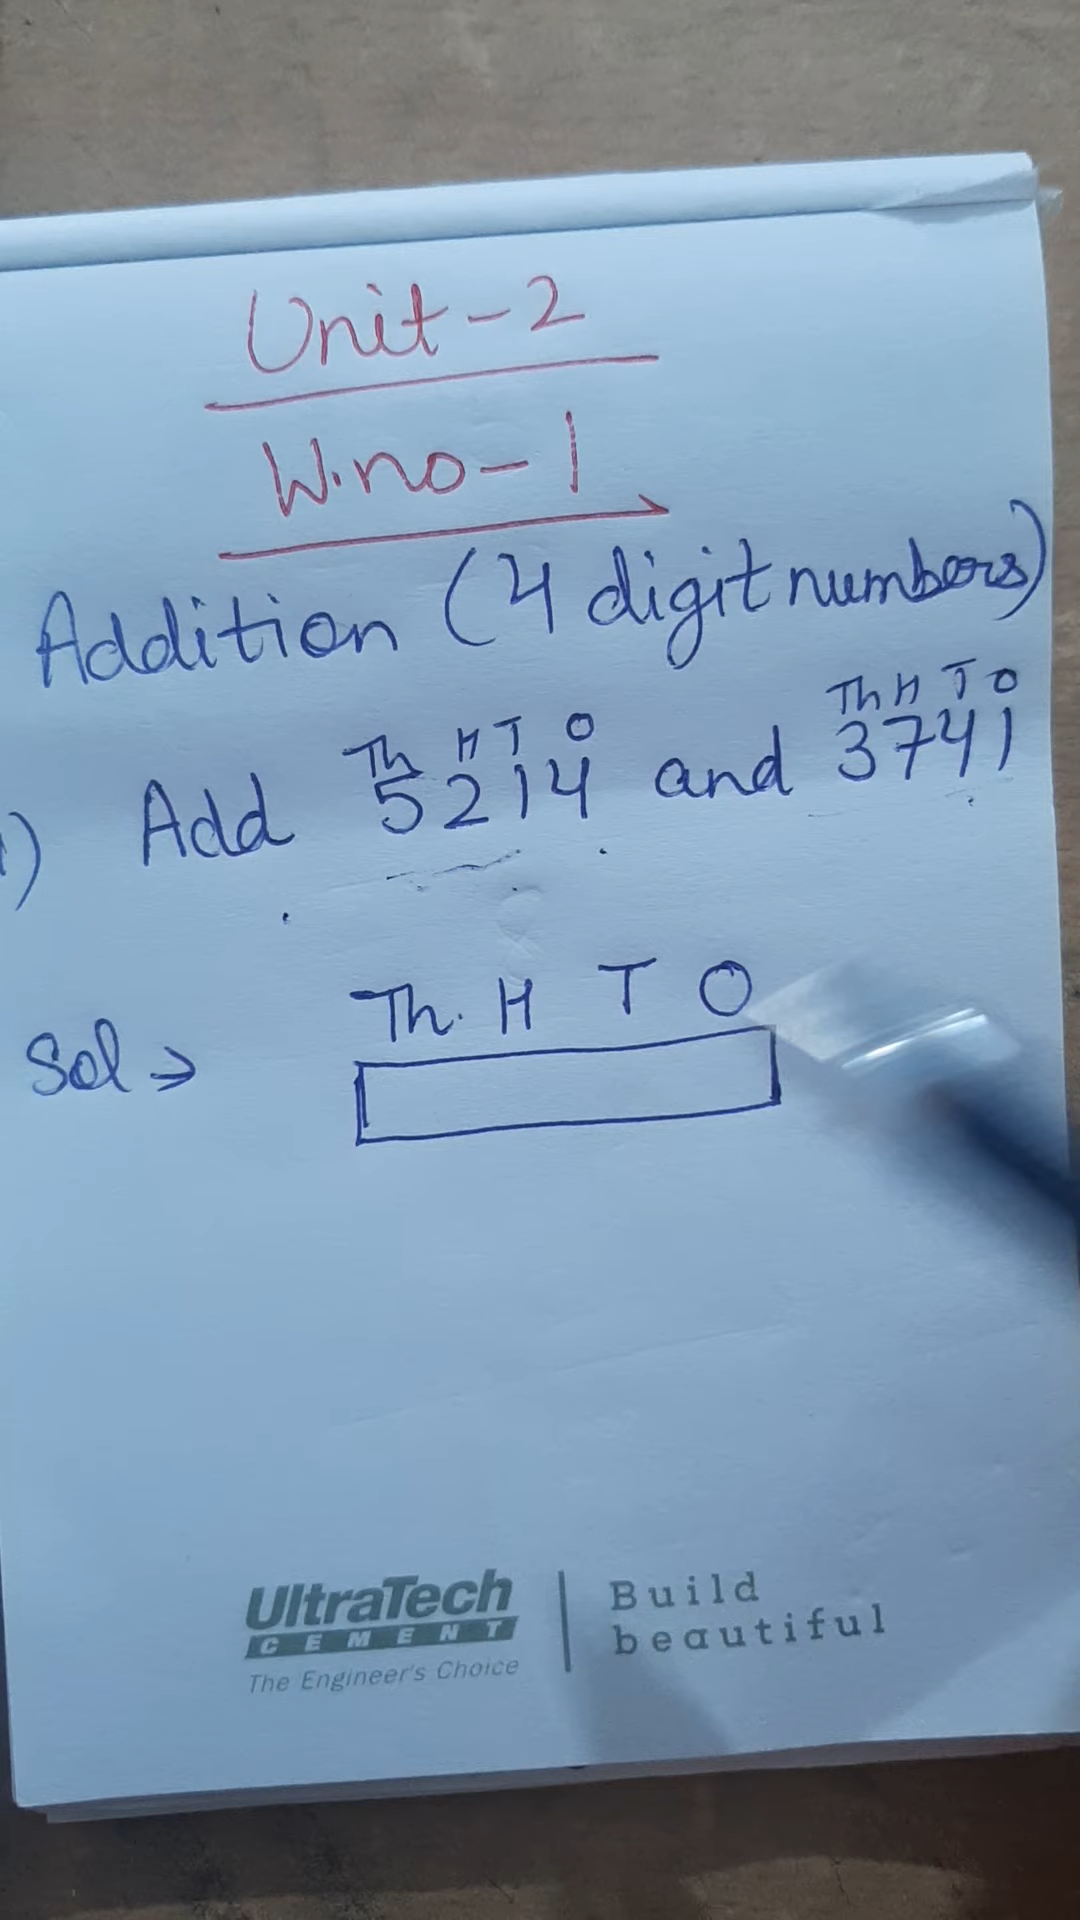 Unit-2
W.no-1
Addition (4 digit numbers)
Th H T O Th H T O
1) Add 5214 and 3741
Th. H T O
Sol →
UltraTech
CEMENT
The Engineer's Choice
Build
beautiful